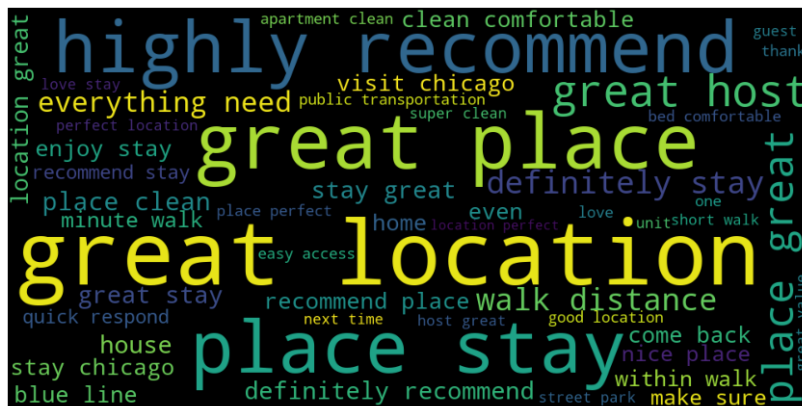 apartment clean
clean comfortable
guest
highly recommend
thank
location great
love stay
visit chicago
great host
everything need
public transportation
super clean
perfect location
bed comfortable
great place
enjoy stay
recommend stay
definitely stay
stay great
place clean
even
one
place great
minute walk
place perfect
home
love
unit
short walk
location perfect
great location
easy access
great stay
recommend place
walk distance
quick respond
next time
host great
good location
come back
house
place stay
nice place
stay chicago
within walk
blue line
definitely recommend
street park
make sure
great value